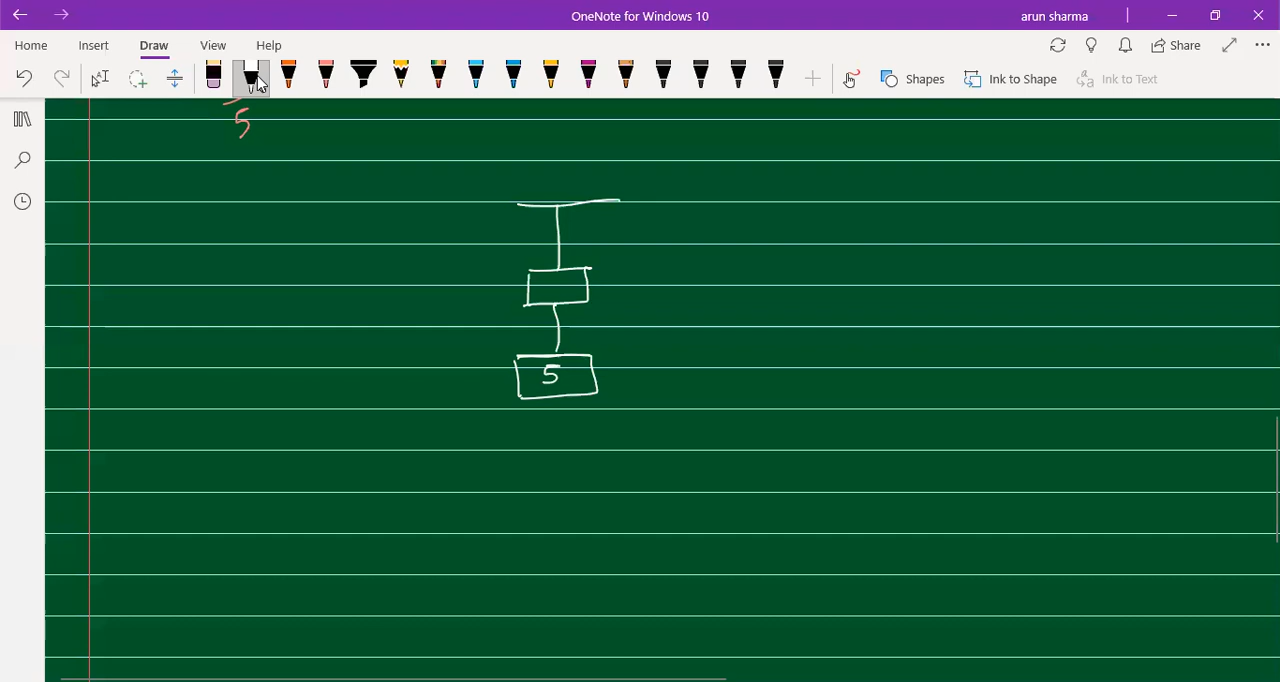 OneNote for Windows 10
arun sharma
Home Insert Draw View Help
Share
Shapes
Ink to Shape
Ink to Text
5
5